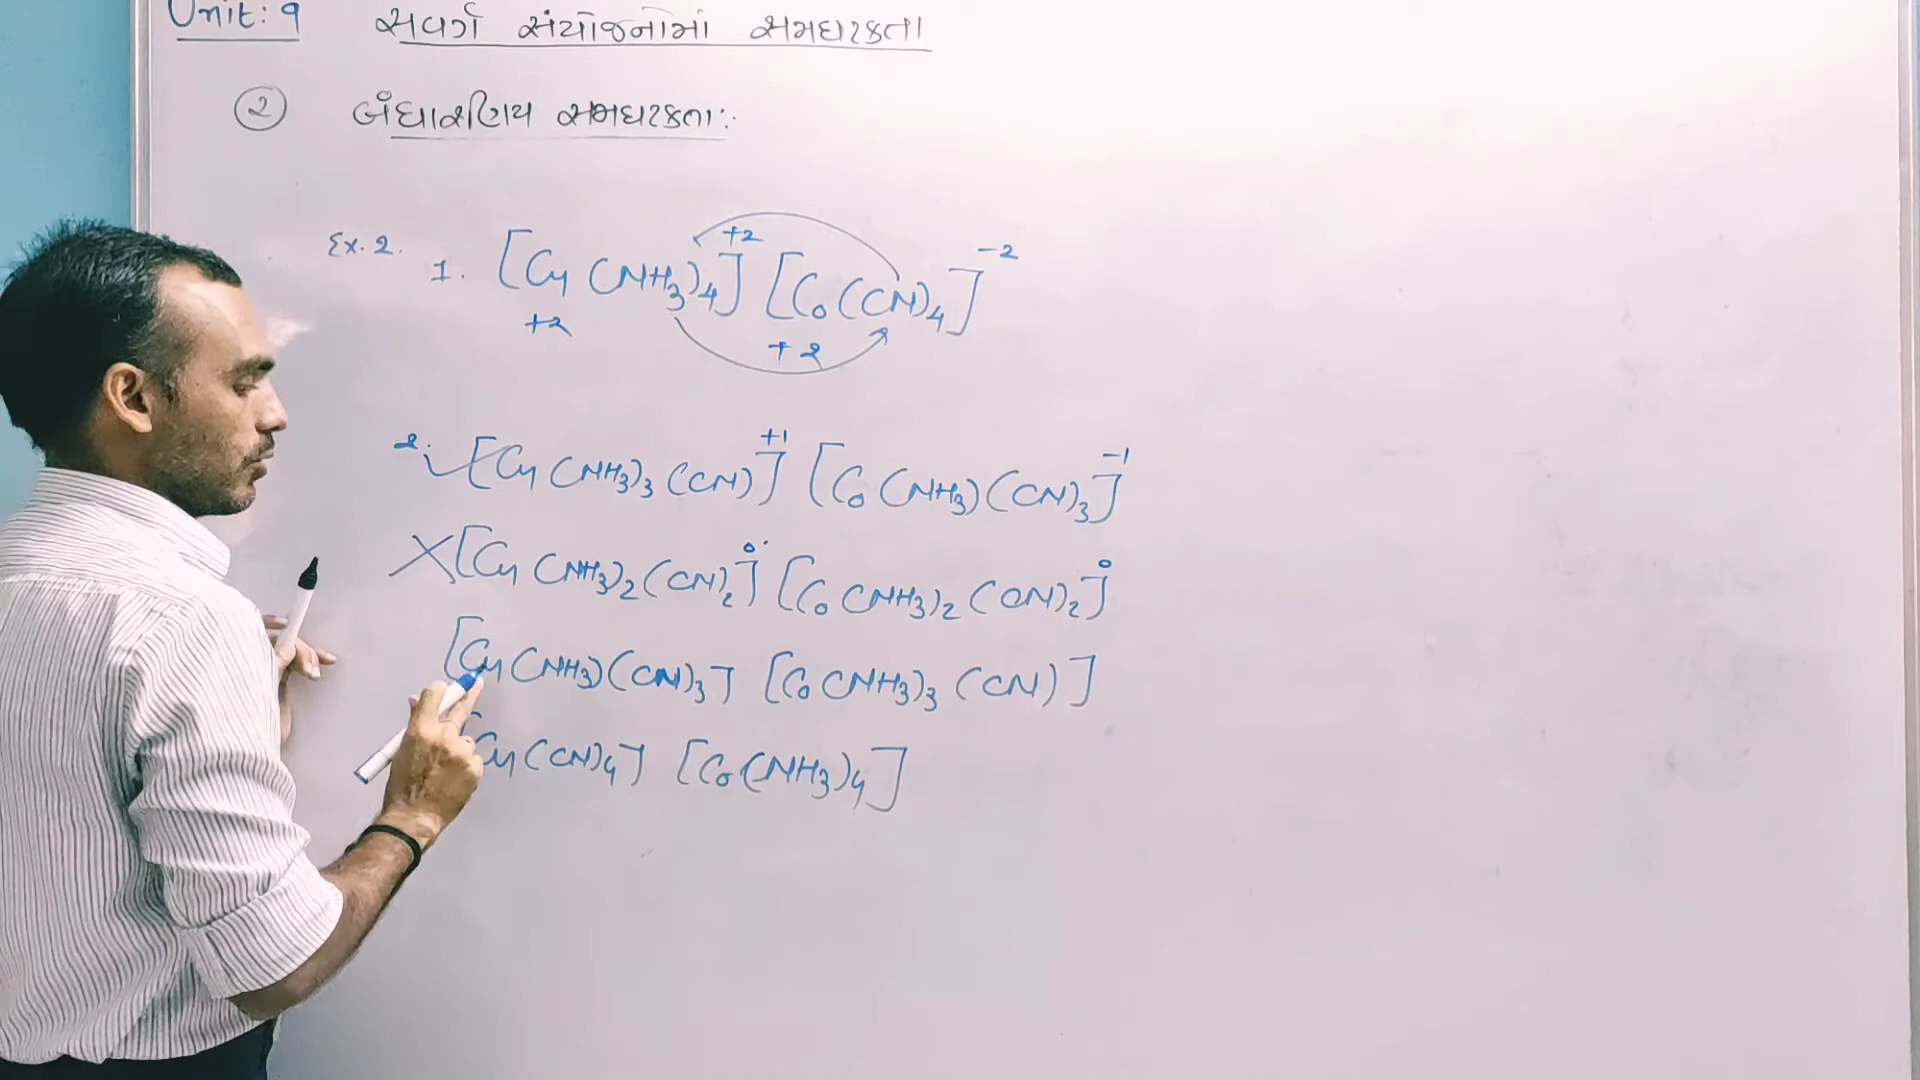 Unit: 9 સવર્ગ સંયોજનોમાં સમઘટકતા
2 બંધારણીય સમઘટકતા:
Ex. 2. 1. [Cu (NH3)4]+2 [Co(CN)4]-2
+2 +2
2. [Cu (NH3)3 (CN)]+1 [Co (NH3)(CN)3]-1
X [Cu (NH3)2 (CN)2]0 [Co (NH3)2 (CN)2]0
[Cu (NH3)(CN)3] [Co (NH3)3 (CN)]
[Cu (CN)4] [Co (NH3)4]